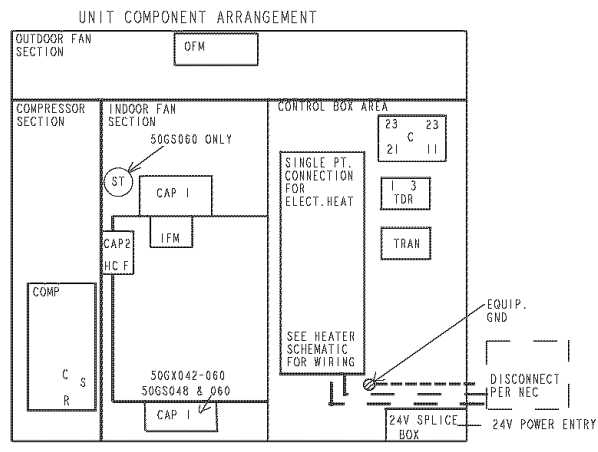 UNIT COMPONENT ARRANGEMENT
OUTDOOR FAN
SECTION
OFM
COMPRESSOR
SECTION
INDOOR FAN
SECTION
CONTROL BOX AREA
50GS060 ONLY
ST
CAP 1
IFM
CAP2
HC F
COMP
C
S
R
50GX042-060
50GS048 & 060
CAP 1
SINGLE PT.
CONNECTION
FOR
ELECT.HEAT
SEE HEATER
SCHEMATIC
FOR WIRING
23 23
C
21 11
1 3
TDR
TRAN
EQUIP.
GND
DISCONNECT
PER NEC
24V SPLICE
BOX
24V POWER ENTRY